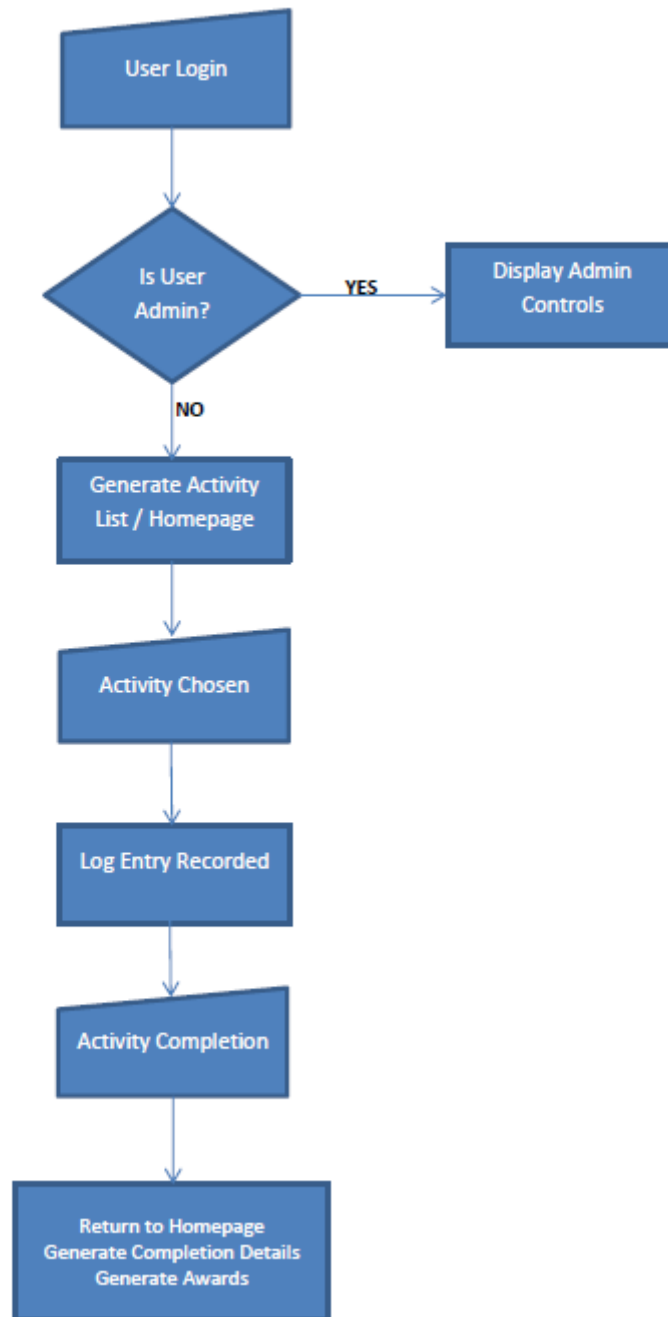 User Login
Is User
Admin?
YES
Display Admin
Controls
NO
Generate Activity
List / Homepage
Activity Chosen
Log Entry Recorded
Activity Completion
Return to Homepage
Generate Completion Details
Generate Awards